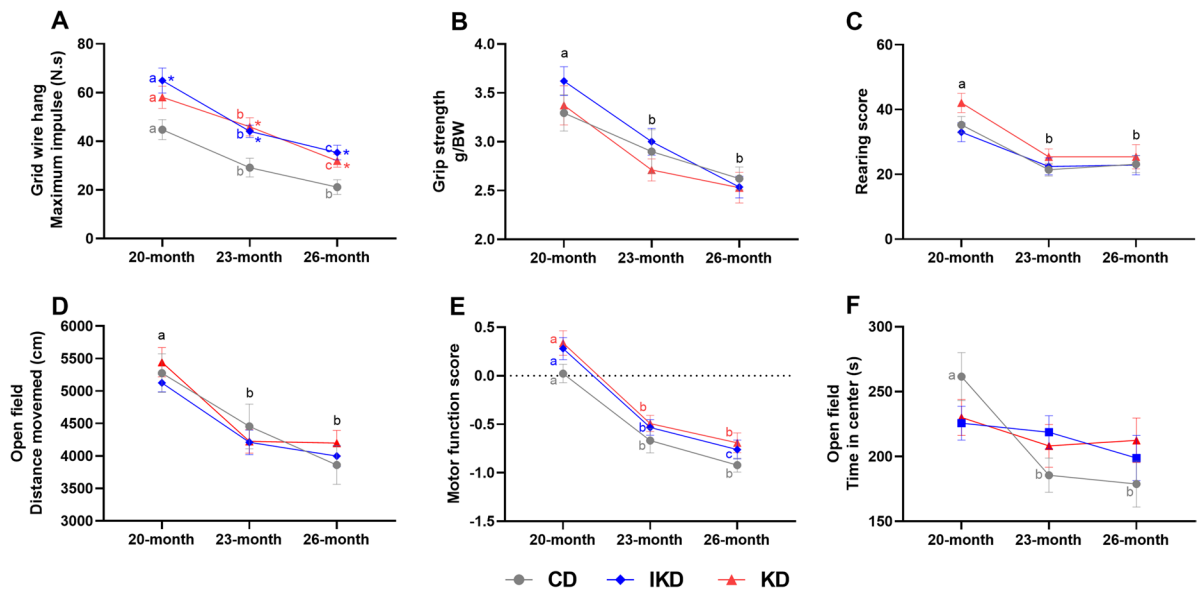 A
Grid wire hang
Maximum impulse (N.s)
80
60
40
20
0
a
*
a
a
b
*
b
*
b
c
*
c
*
b
20-month 23-month 26-month
B
Grip strength
g/BW
4.0
3.5
3.0
2.5
2.0
a
b
b
20-month 23-month 26-month
C
Rearing score
60
40
20
0
a
b
b
20-month 23-month 26-month
D
Open field
Distance movemed (cm)
6000
5500
5000
4500
4000
3500
3000
a
b
b
20-month 23-month 26-month
E
Motor function score
0.5
0.0
-0.5
-1.0
-1.5
a
a
a
b
b
b
b
c
b
20-month 23-month 26-month
F
Open field
Time in center (s)
300
250
200
150
a
b
b
20-month 23-month 26-month
CD IKD KD